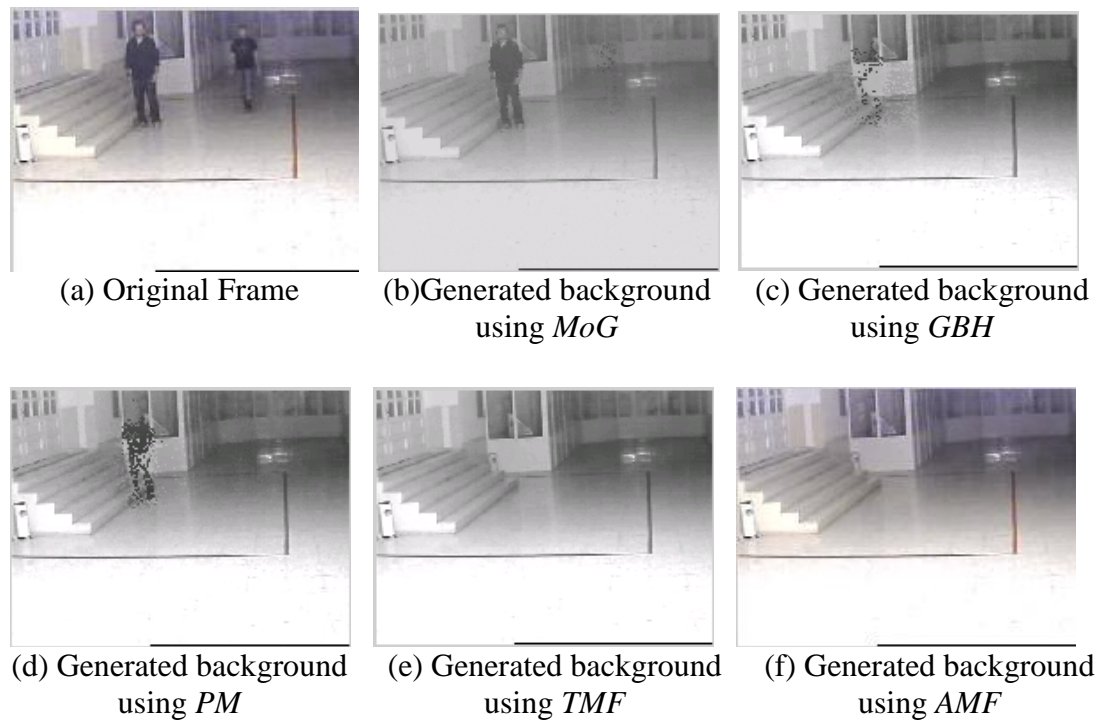 (a) Original Frame
(b)Generated background
using MoG
(c) Generated background
using GBH
(d) Generated background
using PM
(e) Generated background
using TMF
(f) Generated background
using AMF